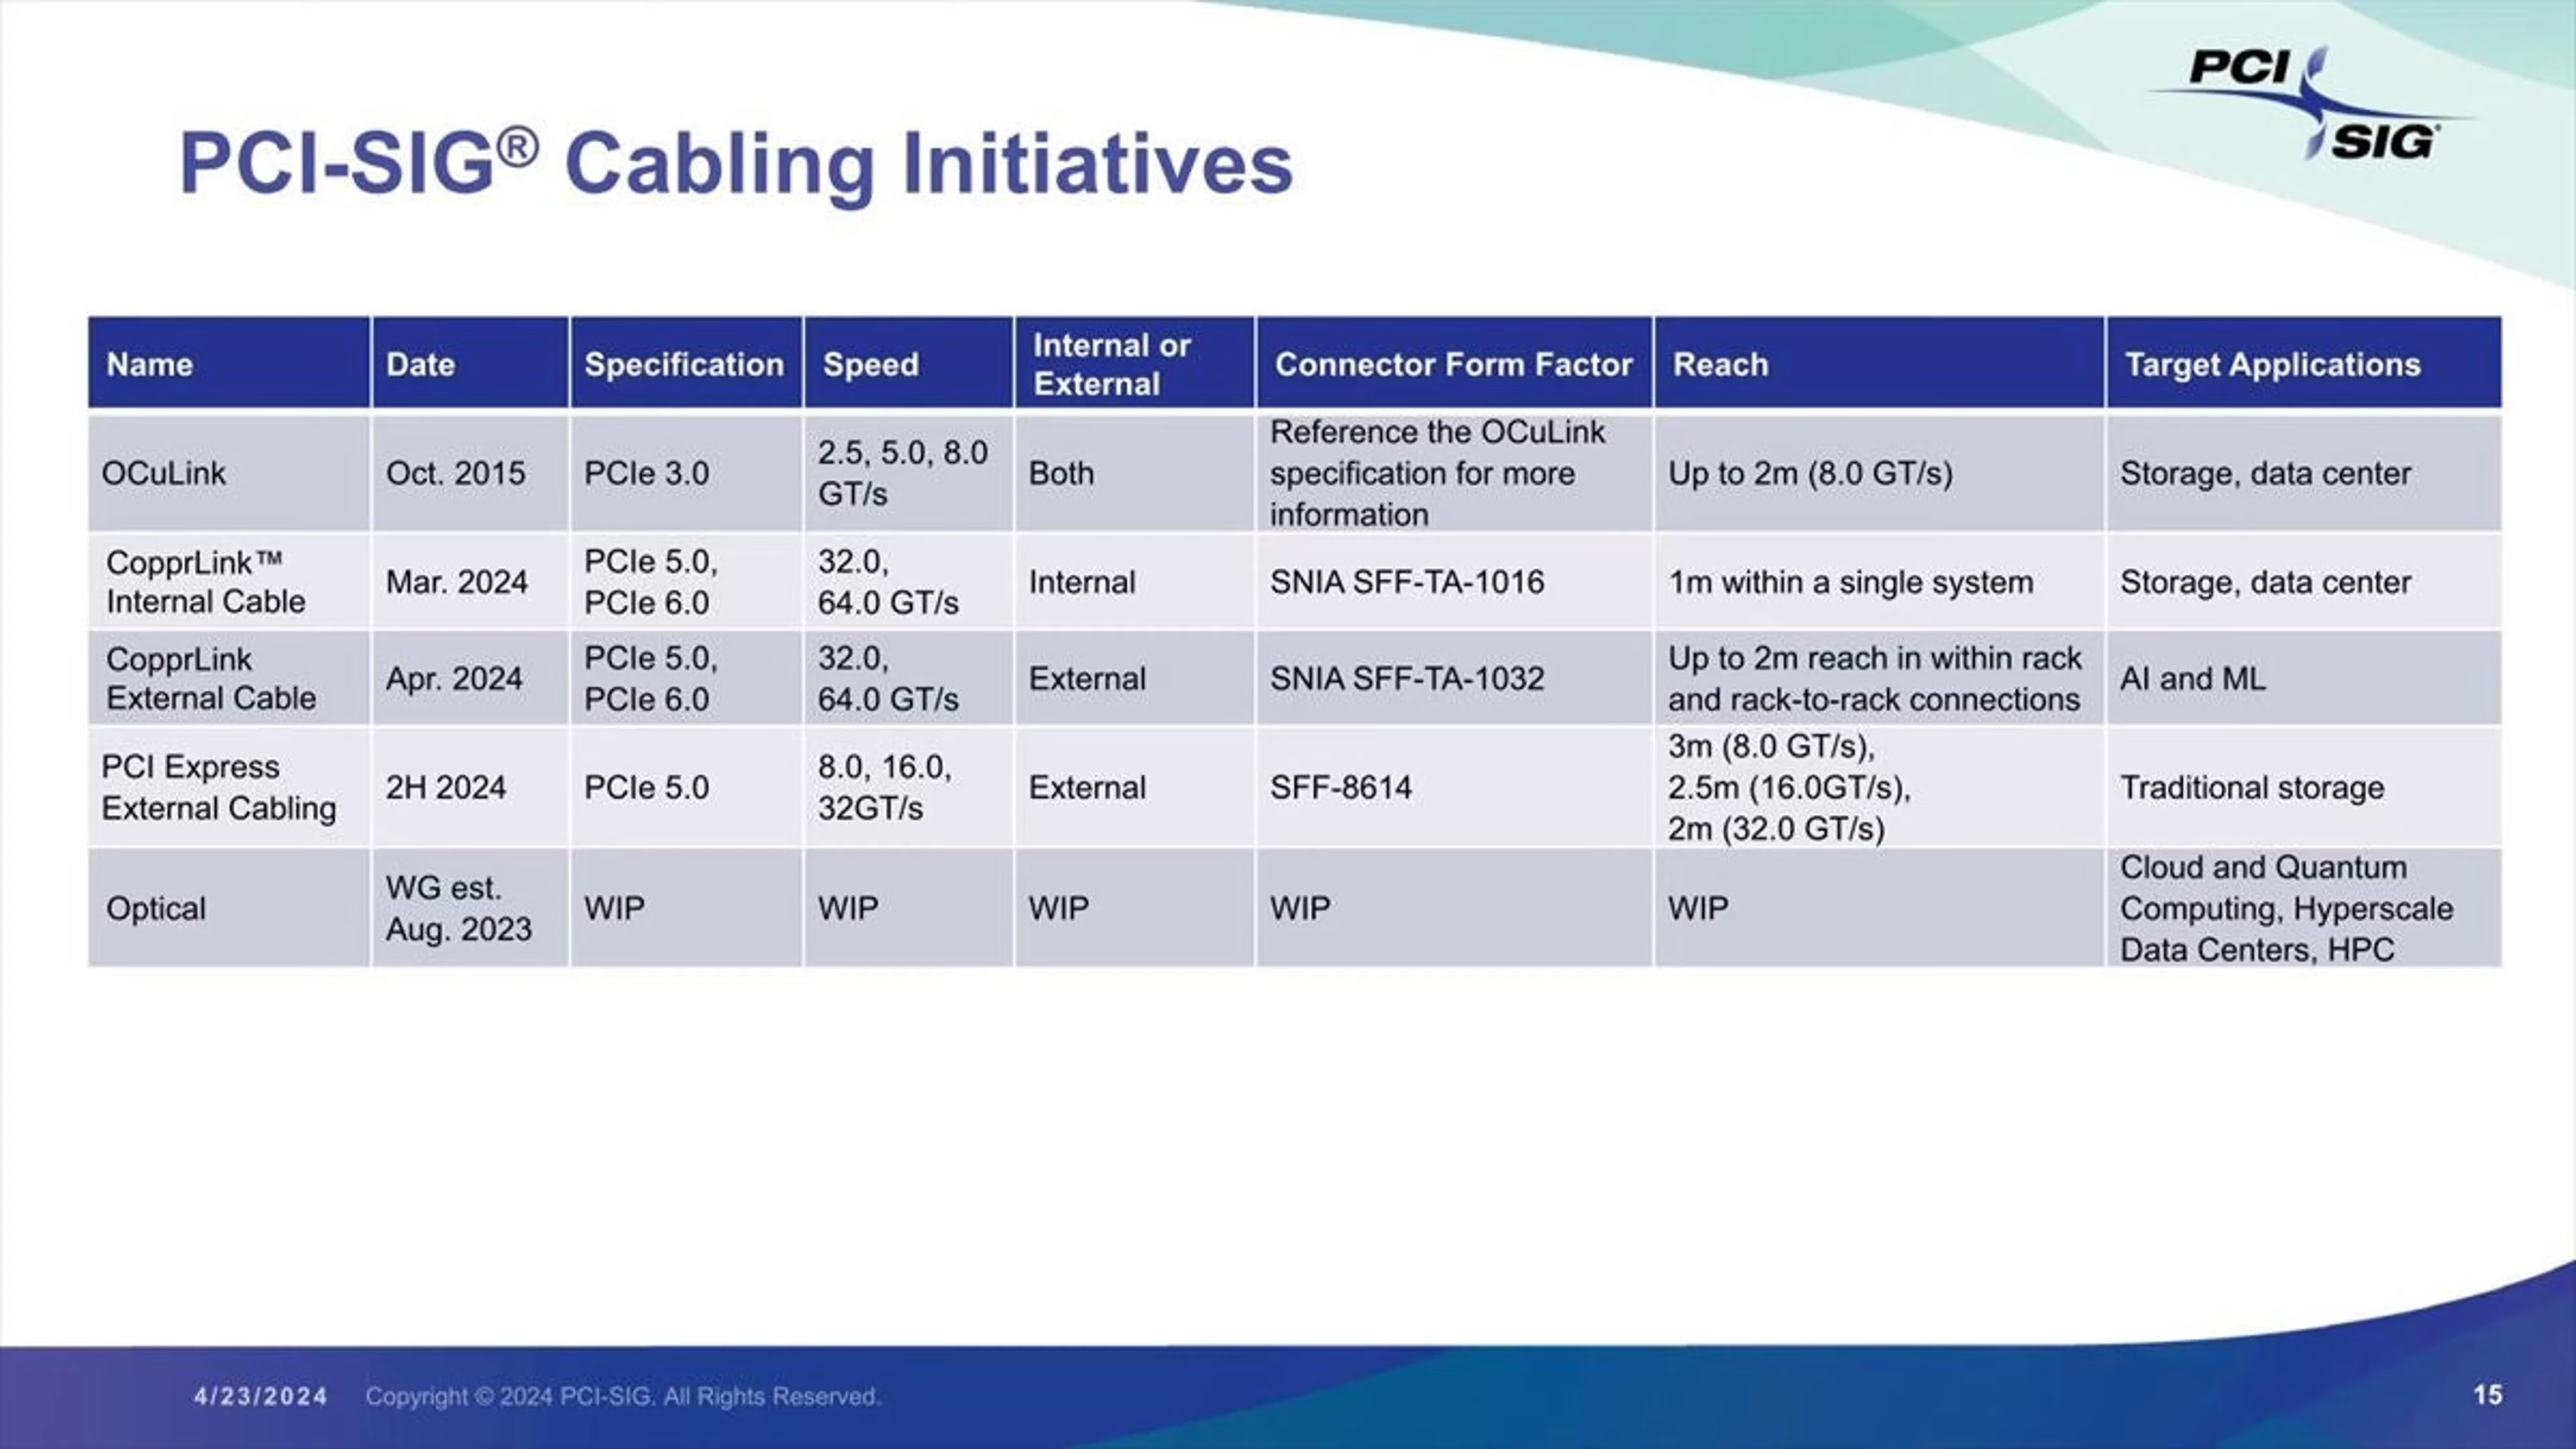 PCI
SIG
PCI-SIG® Cabling Initiatives
Name
Date
Specification
Speed
Internal or
External
Connector Form Factor
Reach
Target Applications
OCuLink
Oct. 2015
PCIe 3.0
2.5, 5.0, 8.0
GT/s
Both
Reference the OCuLink
specification for more
information
Up to 2m (8.0 GT/s)
Storage, data center
CopprLink™
Internal Cable
Mar. 2024
PCIe 5.0,
PCIe 6.0
32.0,
64.0 GT/s
Internal
SNIA SFF-TA-1016
1m within a single system
Storage, data center
CopprLink
External Cable
Apr. 2024
PCIe 5.0,
PCIe 6.0
32.0,
64.0 GT/s
External
SNIA SFF-TA-1032
Up to 2m reach in within rack
and rack-to-rack connections
AI and ML
PCI Express
External Cabling
2H 2024
PCIe 5.0
8.0, 16.0,
32GT/s
External
SFF-8614
3m (8.0 GT/s),
2.5m (16.0GT/s),
2m (32.0 GT/s)
Traditional storage
Optical
WG est.
Aug. 2023
WIP
WIP
WIP
WIP
WIP
Cloud and Quantum
Computing, Hyperscale
Data Centers, HPC
4/23/2024
Copyright © 2024 PCI-SIG. All Rights Reserved.
15